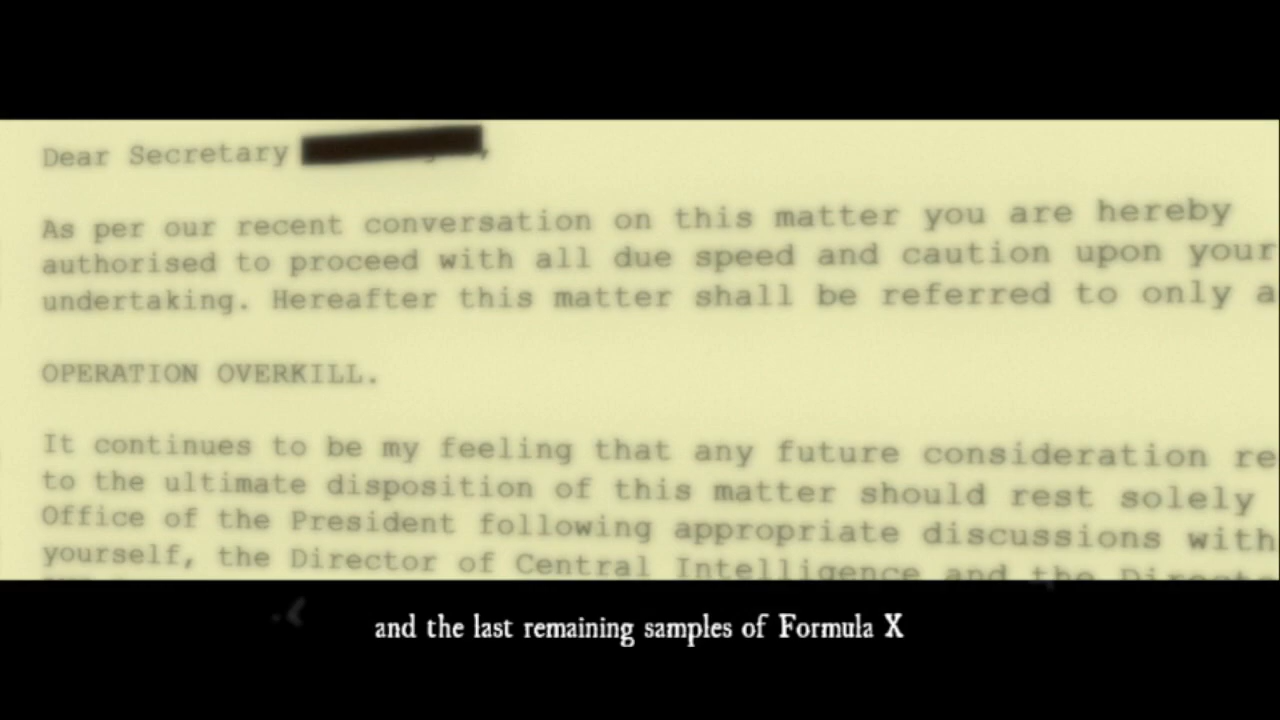 Dear Secretary
As per our recent conversation on this matter you are hereby
authorised to proceed with all due speed and caution upon your
undertaking. Hereafter this matter shall be referred to only a
OPERATION OVERKILL.
It continues to be my feeling that any future consideration re
to the ultimate disposition of this matter should rest solely
Office of the President following appropriate discussions with
yourself, the Director of Central Intelligence and the Directo
and the last remaining samples of Formula X